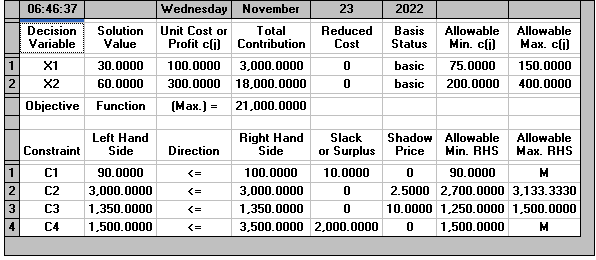 06:46:37 Wednesday November 23 2022
Decision Variable Solution Value Unit Cost or Profit c(j) Total Contribution Reduced Cost Basis Status Allowable Min. c(j) Allowable Max. c(j)
1 X1 30.0000 100.0000 3,000.0000 0 basic 75.0000 150.0000
2 X2 60.0000 300.0000 18,000.0000 0 basic 200.0000 400.0000
Objective Function (Max.) = 21,000.0000
Constraint Left Hand Side Direction Right Hand Side Slack or Surplus Shadow Price Allowable Min. RHS Allowable Max. RHS
1 C1 90.0000 <= 100.0000 10.0000 0 90.0000 M
2 C2 3,000.0000 <= 3,000.0000 0 2.5000 2,700.0000 3,133.3330
3 C3 1,350.0000 <= 1,350.0000 0 10.0000 1,250.0000 1,500.0000
4 C4 1,500.0000 <= 3,500.0000 2,000.0000 0 1,500.0000 M